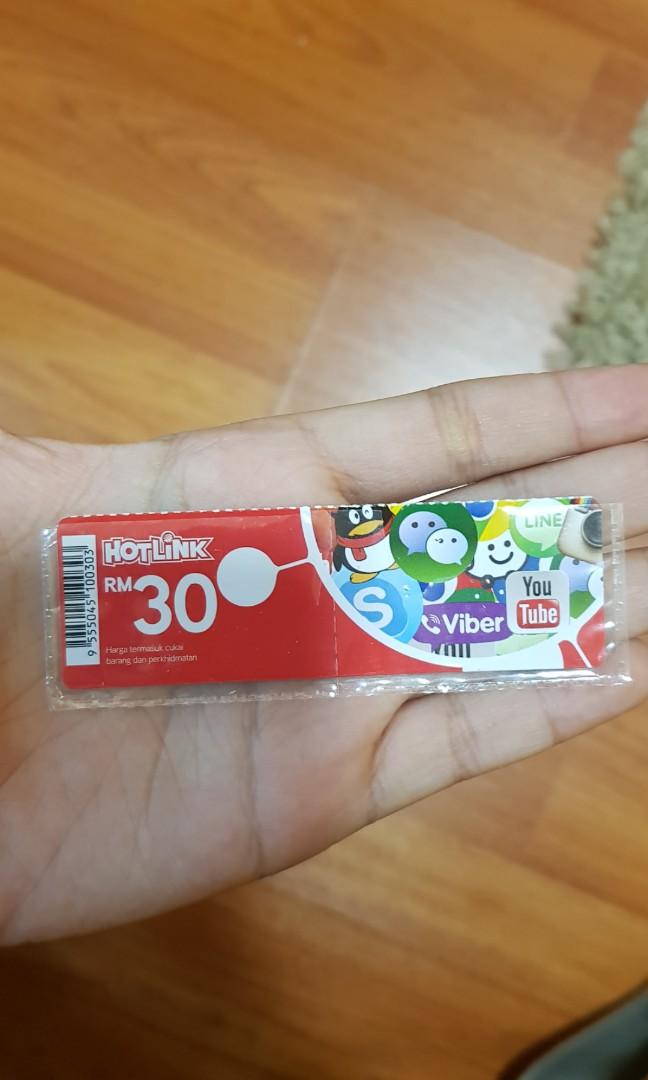 HOTLINK
RM
30
Harga termasuk cukai
barang dan perkhidmatan
9 555045 100303
LINE
S
Viber
You
Tube